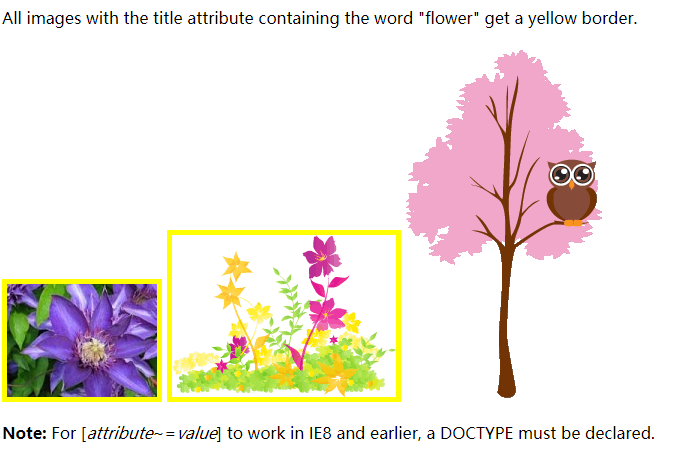 All images with the title attribute containing the word "flower" get a yellow border.
Note: For [attribute~=value] to work in IE8 and earlier, a DOCTYPE must be declared.